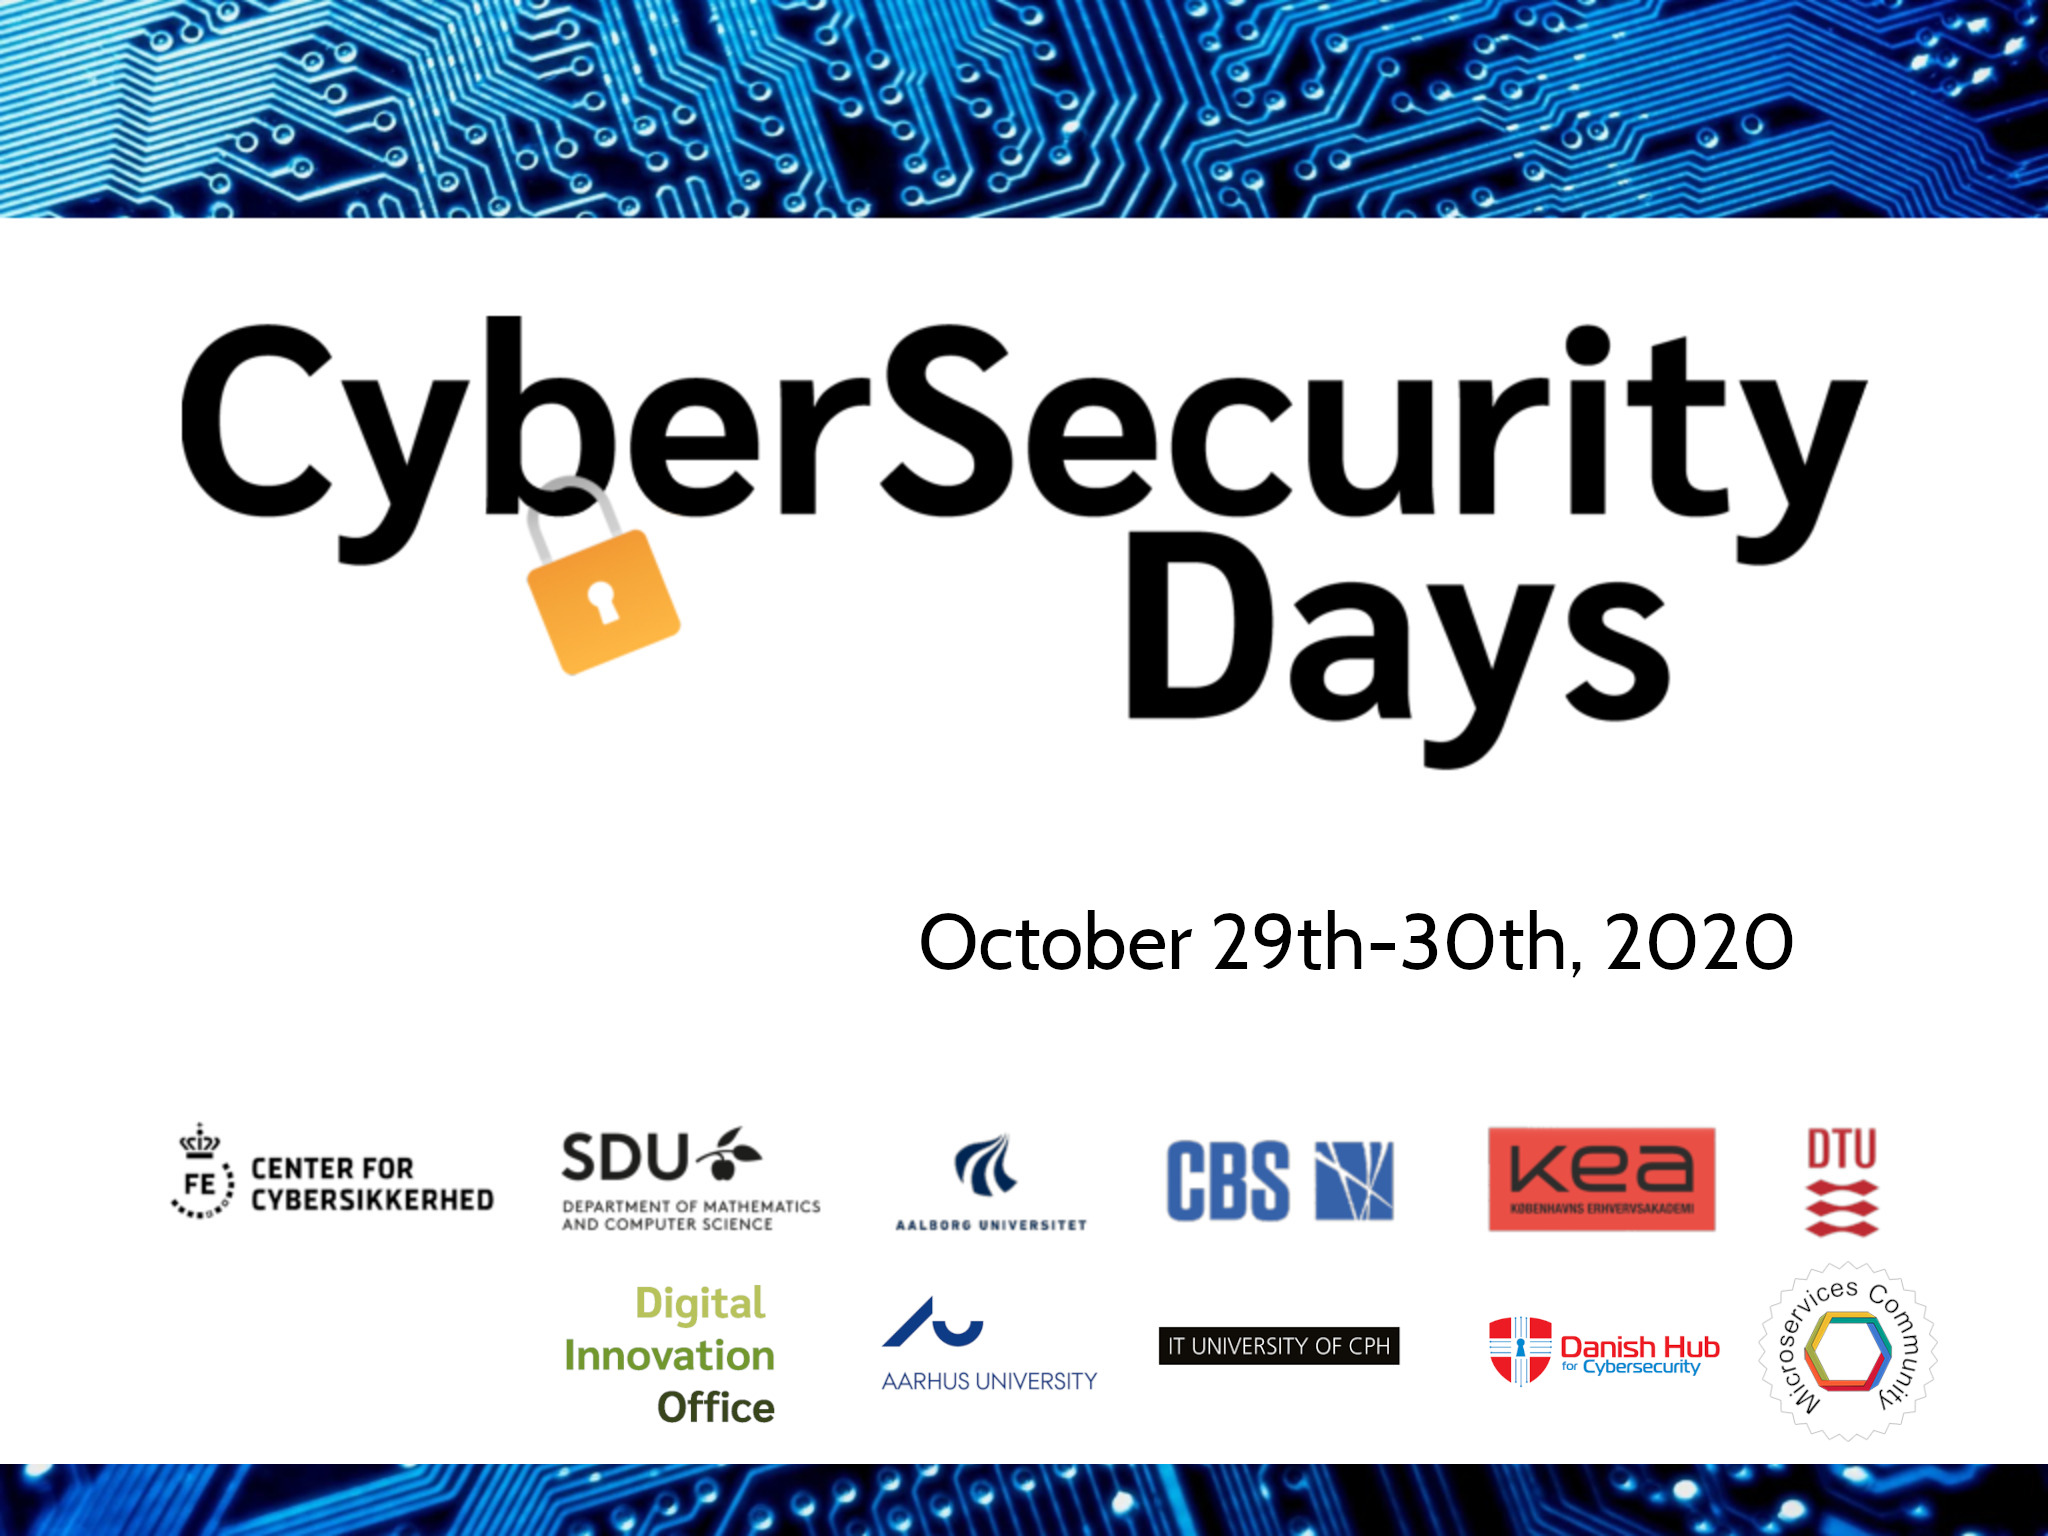 CyberSecurity
Days
October 29th-30th, 2020
FE
CENTER FOR
CYBERSIKKERHED
SDU
DEPARTMENT OF MATHEMATICS
AND COMPUTER SCIENCE
AALBORG UNIVERSITET
CBS
Kea
KØBENHAVNS ERHVERVSAKADEMI
DTU
Digital
Innovation
Office
AARHUS UNIVERSITY
IT UNIVERSITY OF CPH
Danish Hub
for Cybersecurity
Microservices Community